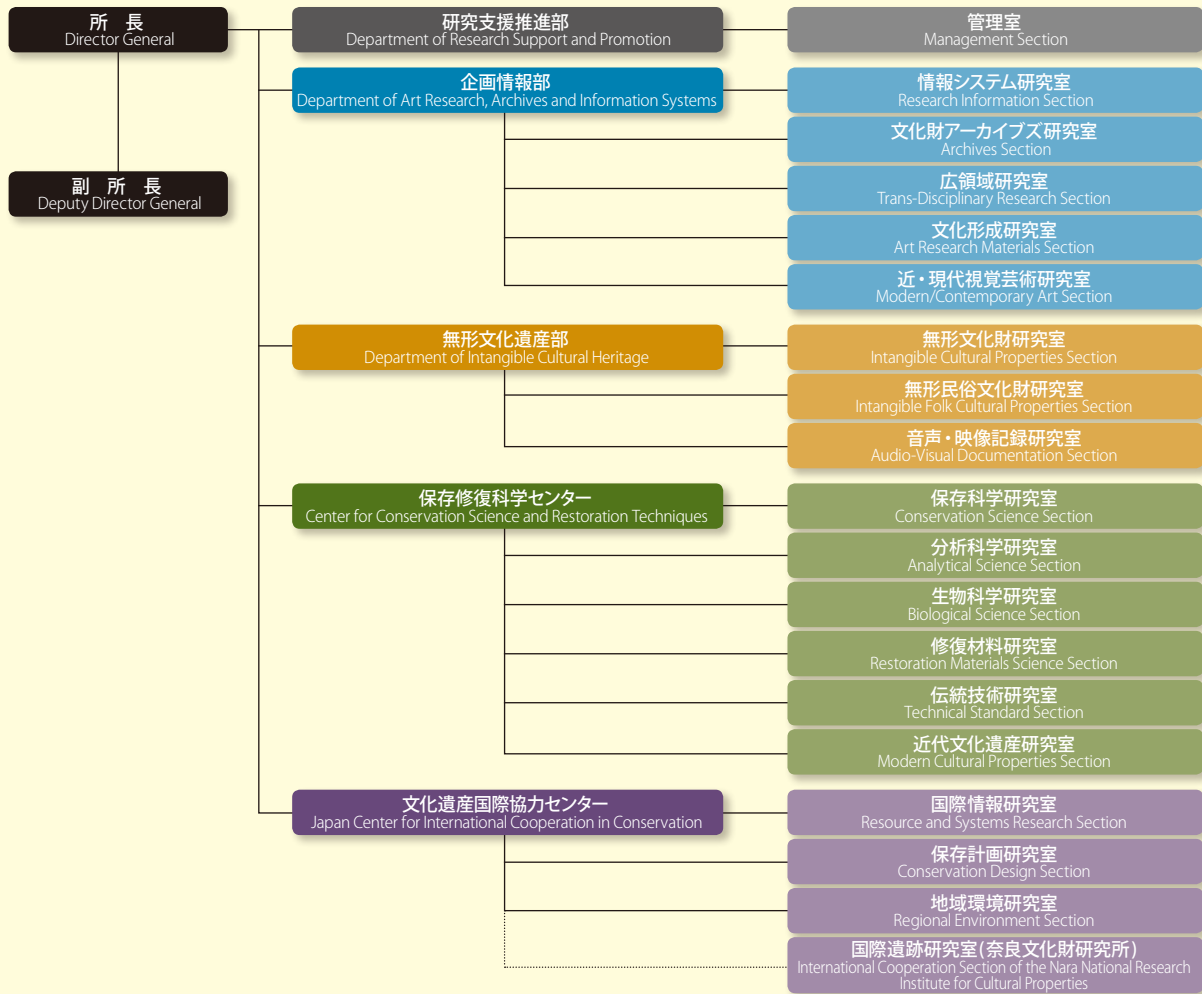 所 長
Director General
研究支援推進部
Department of Research Support and Promotion
管理室
Management Section
企画情報部
Department of Art Research, Archives and Information Systems
情報システム研究室
Research Information Section
文化財アーカイブズ研究室
Archives Section
副 所 長
Deputy Director General
広領域研究室
Trans-Disciplinary Research Section
文化形成研究室
Art Research Materials Section
近・現代視覚芸術研究室
Modern/Contemporary Art Section
無形文化遺産部
Department of Intangible Cultural Heritage
無形文化財研究室
Intangible Cultural Properties Section
無形民俗文化財研究室
Intangible Folk Cultural Properties Section
音声・映像記録研究室
Audio-Visual Documentation Section
保存修復科学センター
Center for Conservation Science and Restoration Techniques
保存科学研究室
Conservation Science Section
分析科学研究室
Analytical Science Section
生物科学研究室
Biological Science Section
修復材料研究室
Restoration Materials Science Section
伝統技術研究室
Technical Standard Section
近代文化遺産研究室
Modern Cultural Properties Section
文化遺産国際協力センター
Japan Center for International Cooperation in Conservation
国際情報研究室
Resource and Systems Research Section
保存計画研究室
Conservation Design Section
地域環境研究室
Regional Environment Section
国際遺跡研究室(奈良文化財研究所)
International Cooperation Section of the Nara National Research
Institute for Cultural Properties